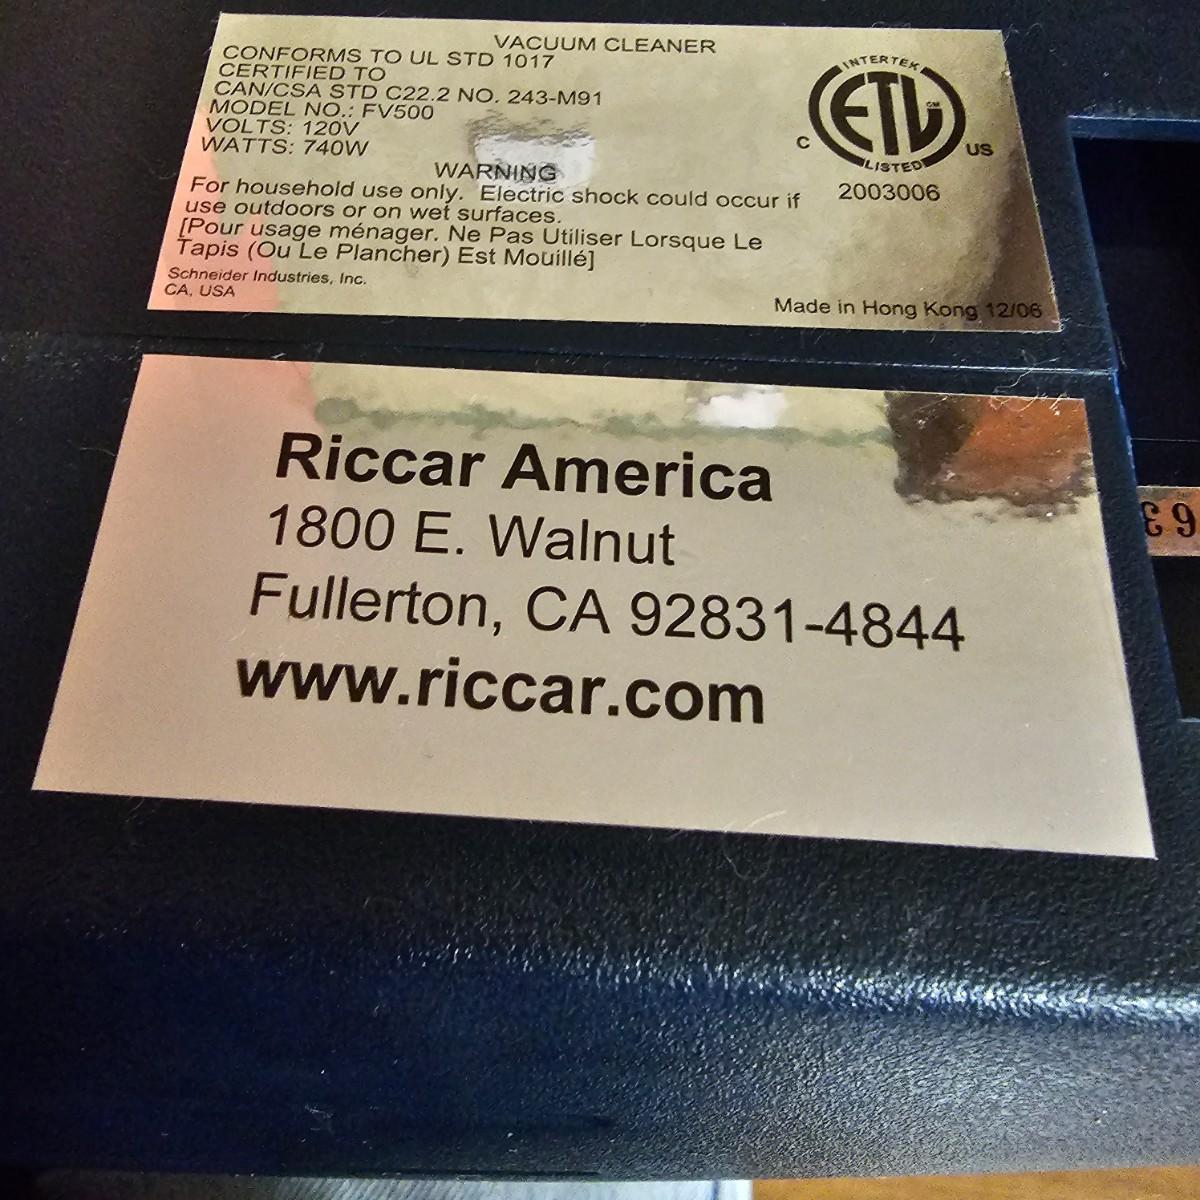 VACUUM CLEANER
CONFORMS TO UL STD 1017
CERTIFIED TO
CAN/CSA STD C22.2 NO. 243-M91
MODEL NO.: FV500
VOLTS: 120V
WATTS: 740W
WARNING
For household use only. Electric shock could occur if
use outdoors or on wet surfaces.
[Pour usage ménager. Ne Pas Utiliser Lorsque Le
Tapis (Ou Le Plancher) Est Mouillé]
Schneider Industries, Inc.
CA, USA
INTERTEK
ETL
CM
C
US
LISTED
2003006
Made in Hong Kong 12/06
Riccar America
1800 E. Walnut
Fullerton, CA 92831-4844
www.riccar.com